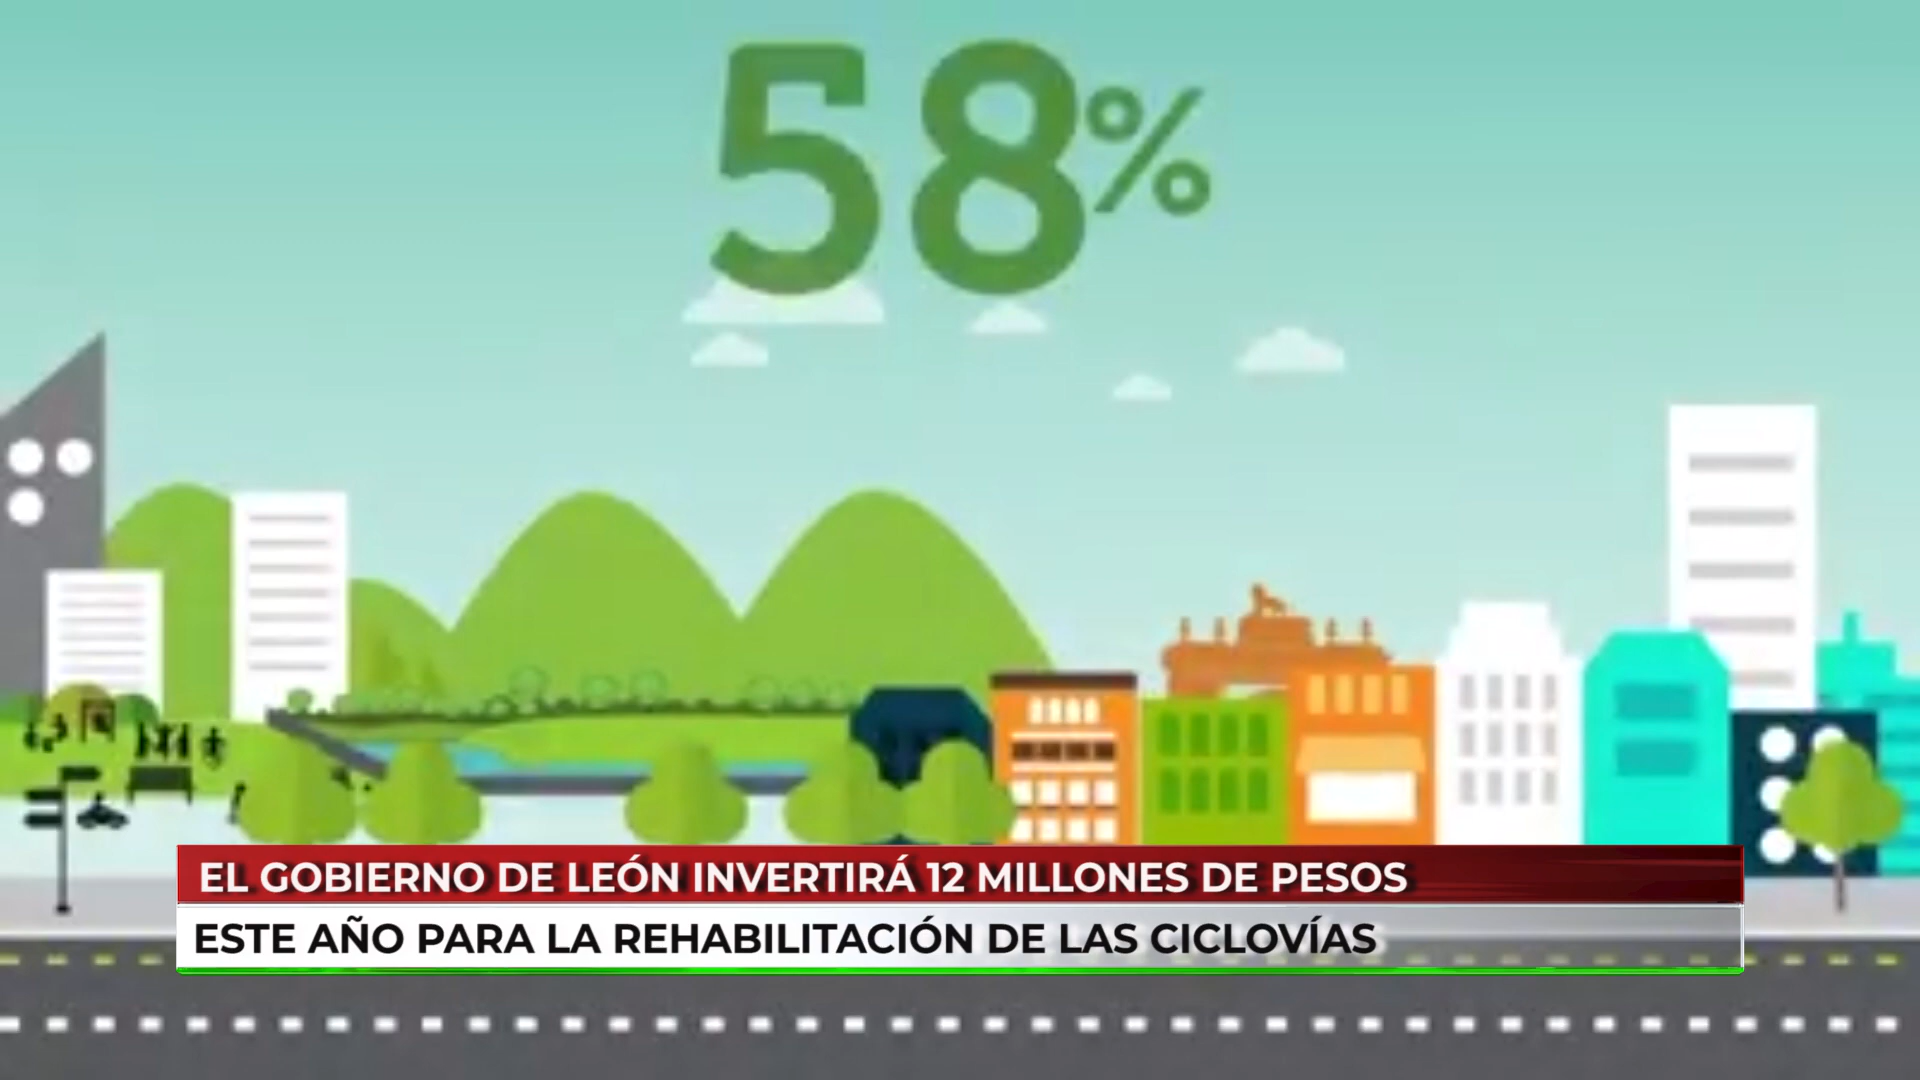 58%
EL GOBIERNO DE LEÓN INVERTIRÁ 12 MILLONES DE PESOS
ESTE AÑO PARA LA REHABILITACIÓN DE LAS CICLOVÍAS